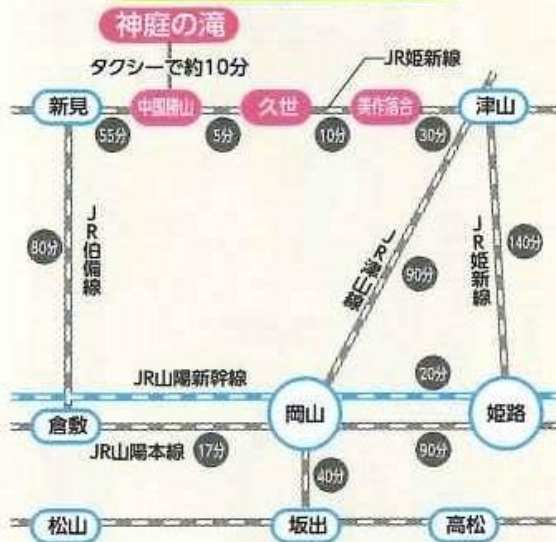 神庭の滝
タクシーで約10分
JR姫新線
新見
中国勝山
久世
美作落合
津山
55分
5分
10分
30分
JR伯備線
80分
JR津山線
90分
JR姫新線
140分
JR山陽新幹線
20分
岡山
姫路
倉敷
JR山陽本線
17分
90分
40分
松山
坂出
高松